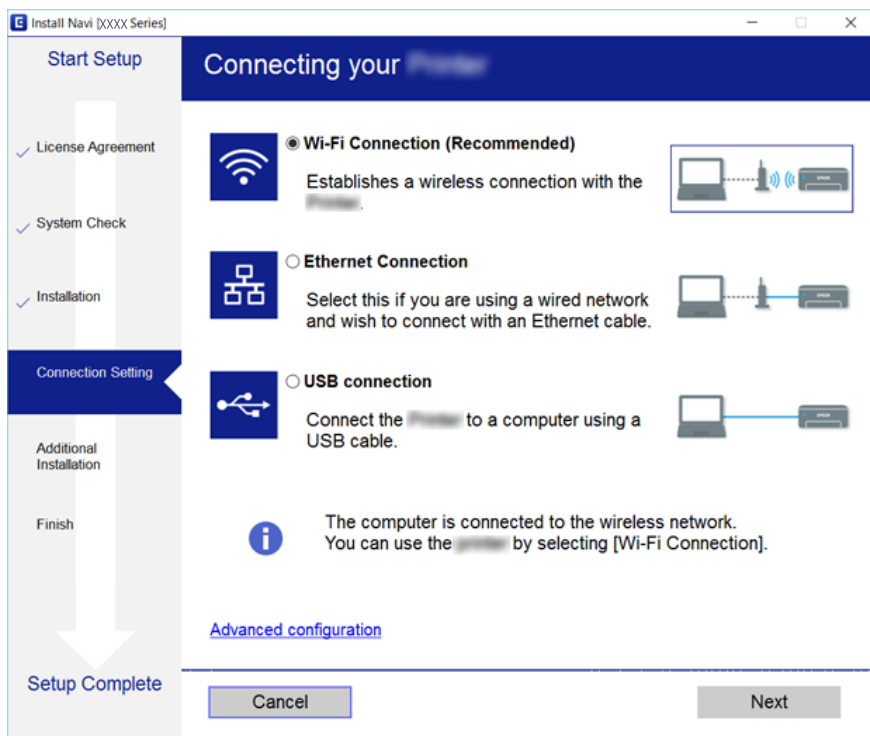 Install Navi [XXXX Series]
Start Setup
License Agreement
System Check
Installation
Connection Setting
Additional
Installation
Finish
Setup Complete
Connecting your
Wi-Fi Connection (Recommended)
Establishes a wireless connection with the
Ethernet Connection
Select this if you are using a wired network
and wish to connect with an Ethernet cable.
USB connection
Connect the to a computer using a
USB cable.
The computer is connected to the wireless network.
You can use the by selecting [Wi-Fi Connection].
Advanced configuration
Cancel
Next